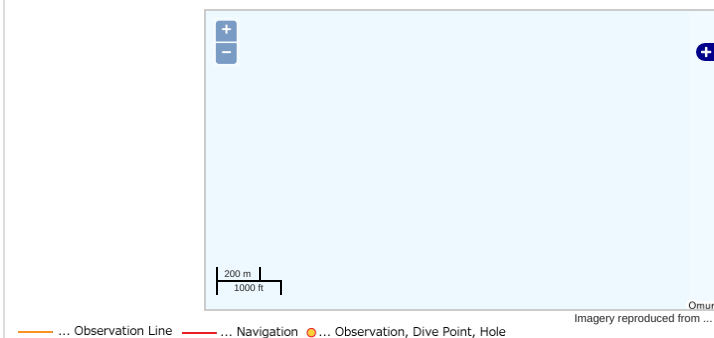 +
−
+
200 m
1000 ft
Omur
Imagery reproduced from ...
... Observation Line ... Navigation ... Observation, Dive Point, Hole